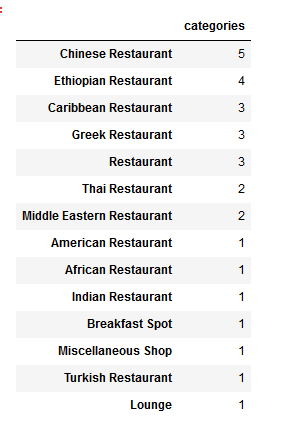 categories
Chinese Restaurant 5
Ethiopian Restaurant 4
Caribbean Restaurant 3
Greek Restaurant 3
Restaurant 3
Thai Restaurant 2
Middle Eastern Restaurant 2
American Restaurant 1
African Restaurant 1
Indian Restaurant 1
Breakfast Spot 1
Miscellaneous Shop 1
Turkish Restaurant 1
Lounge 1